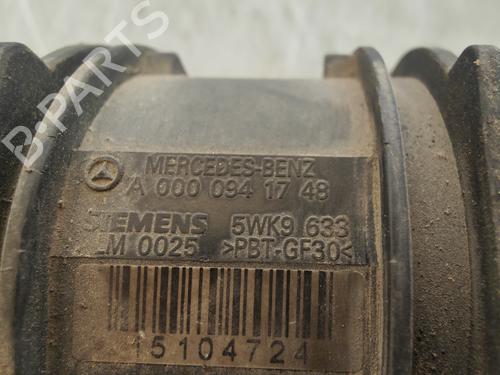 B-PARTS
MERCEDES-BENZ
A 000 094 17 48
SIEMENS 5WK9 633
M 0025 >PBT-GF30<
15104724